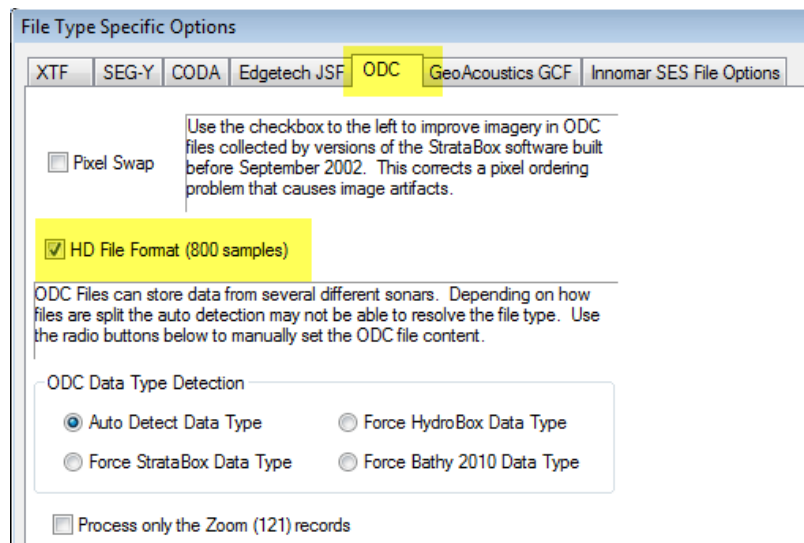 File Type Specific Options
XTF SEG-Y CODA Edgetech JSF ODC GeoAcoustics GCF Innomar SES File Options
Use the checkbox to the left to improve imagery in ODC
files collected by versions of the StrataBox software built
Pixel Swap before September 2002. This corrects a pixel ordering
problem that causes image artifacts.
HD File Format (800 samples)
ODC Files can store data from several different sonars. Depending on how
files are split the auto detection may not be able to resolve the file type. Use
the radio buttons below to manually set the ODC file content.
ODC Data Type Detection
Auto Detect Data Type Force HydroBox Data Type
Force StrataBox Data Type Force Bathy 2010 Data Type
Process only the Zoom (121) records